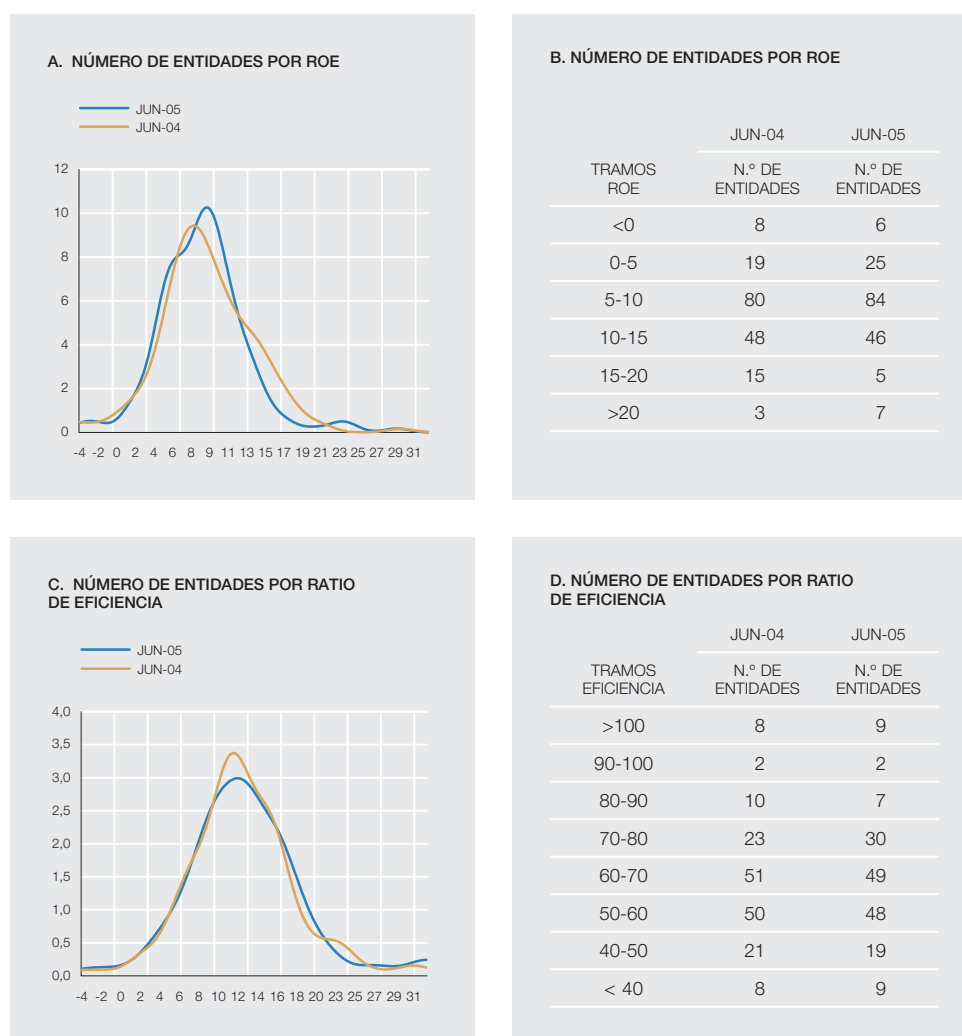 A. NÚMERO DE ENTIDADES POR ROE
JUN-05
JUN-04
12
10
8
6
4
2
0
-4 -2 0 2 4 6 8 9 11 13 15 17 19 21 23 25 27 29 31
B. NÚMERO DE ENTIDADES POR ROE
JUN-04 JUN-05
TRAMOS N.º DE N.º DE
ROE ENTIDADES ENTIDADES
<0 8 6
0-5 19 25
5-10 80 84
10-15 48 46
15-20 15 5
>20 3 7
C. NÚMERO DE ENTIDADES POR RATIO
DE EFICIENCIA
JUN-05
JUN-04
4,0
3,5
3,0
2,5
2,0
1,5
1,0
0,5
0,0
-4 -2 0 2 4 6 8 10 12 14 16 18 20 23 25 27 29 31
D. NÚMERO DE ENTIDADES POR RATIO
DE EFICIENCIA
JUN-04 JUN-05
TRAMOS N.º DE N.º DE
EFICIENCIA ENTIDADES ENTIDADES
>100 8 9
90-100 2 2
80-90 10 7
70-80 23 30
60-70 51 49
50-60 50 48
40-50 21 19
< 40 8 9